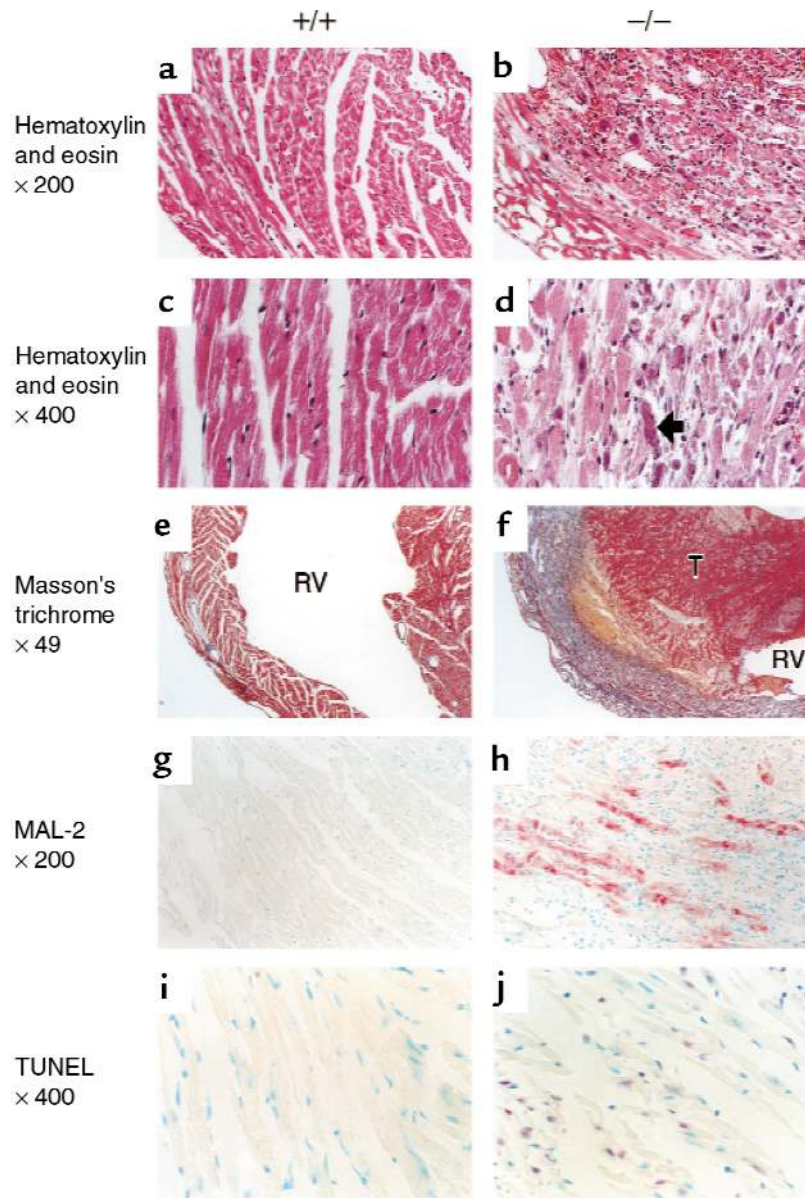 +/+
−/−
a
b
Hematoxylin
and eosin
× 200
c
d
Hematoxylin
and eosin
× 400
e
f
RV
T
RV
Masson's
trichrome
× 49
g
h
MAL-2
× 200
i
j
TUNEL
× 400